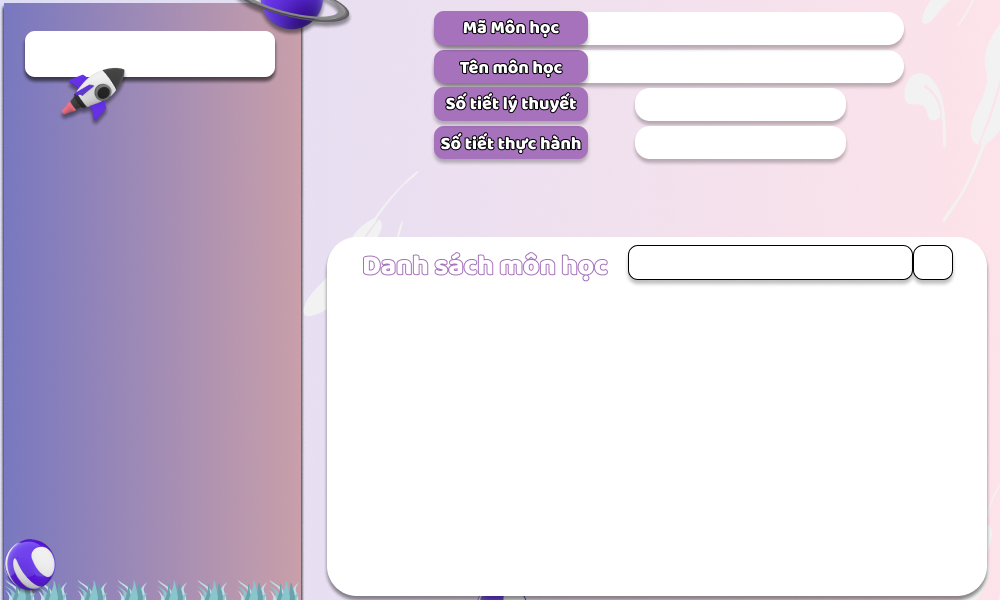 Mã Môn học
Tên môn học
Số tiết lý thuyết
Số tiết thực hành
Danh sách môn học